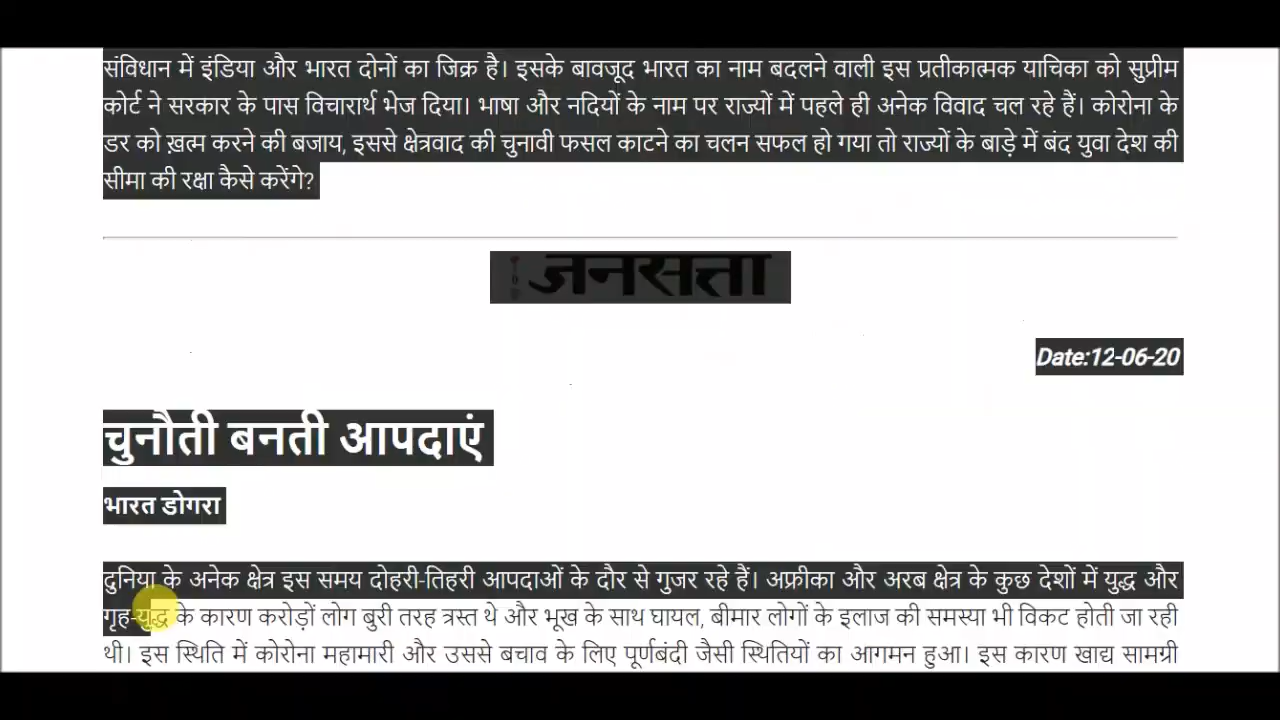 संविधान में इंडिया और भारत दोनों का जिक्र है। इसके बावजूद भारत का नाम बदलने वाली इस प्रतीकात्मक याचिका को सुप्रीम
कोर्ट ने सरकार के पास विचारार्थ भेज दिया। भाषा और नदियों के नाम पर राज्यों में पहले ही अनेक विवाद चल रहे हैं। कोरोना के
डर को ख़त्म करने की बजाय, इससे क्षेत्रवाद की चुनावी फसल काटने का चलन सफल हो गया तो राज्यों के बाड़े में बंद युवा देश की
सीमा की रक्षा कैसे करेंगे?
जनसत्ता
Date:12-06-20
चुनौती बनती आपदाएं
भारत डोगरा
दुनिया के अनेक क्षेत्र इस समय दोहरी-तिहरी आपदाओं के दौर से गुजर रहे हैं। अफ्रीका और अरब क्षेत्र के कुछ देशों में युद्ध और
गृह-युद्ध के कारण करोड़ों लोग बुरी तरह त्रस्त थे और भूख के साथ घायल, बीमार लोगों के इलाज की समस्या भी विकट होती जा रही
थी। इस स्थिति में कोरोना महामारी और उससे बचाव के लिए पूर्णबंदी जैसी स्थितियों का आगमन हुआ। इस कारण खाद्य सामग्री